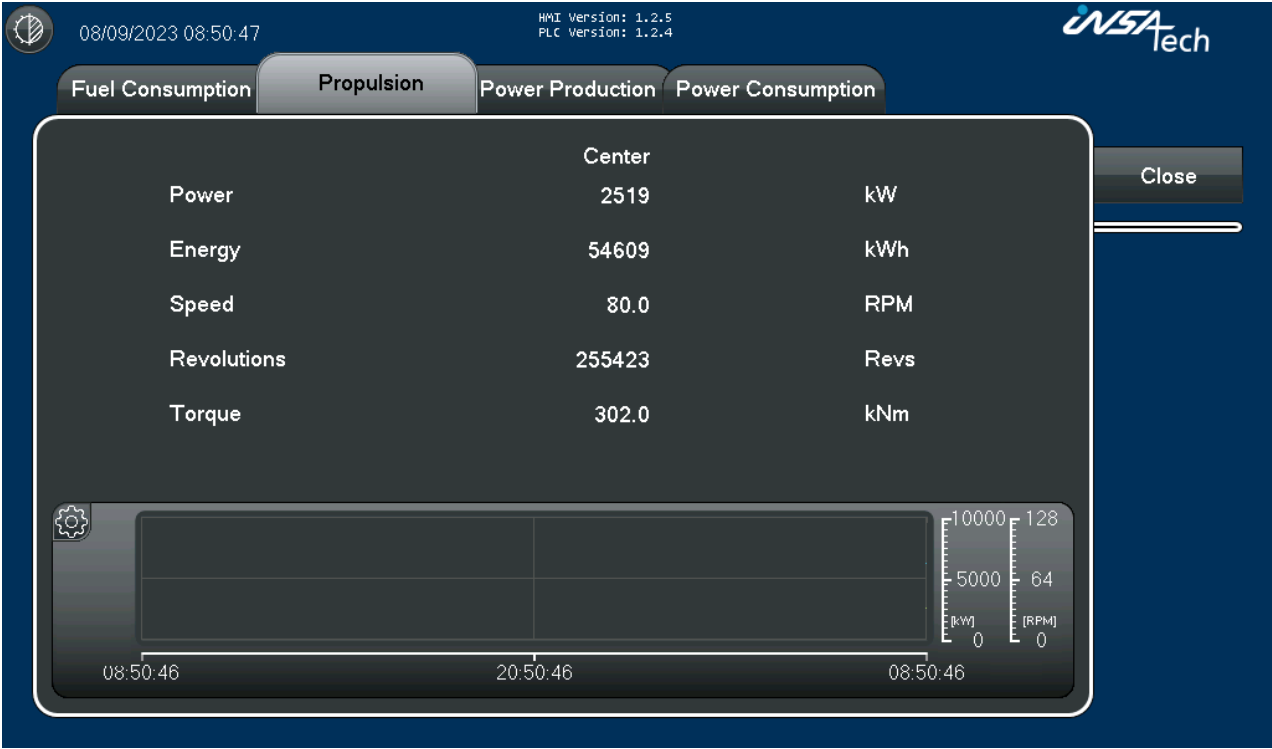 08/09/2023 08:50:47
HMI Version: 1.2.5
PLC Version: 1.2.4
INSA Tech
Fuel Consumption Propulsion Power Production Power Consumption
Close
Center
Power 2519 kW
Energy 54609 kWh
Speed 80.0 RPM
Revolutions 255423 Revs
Torque 302.0 kNm
10000 128
5000 64
[kW] [RPM]
0 0
08:50:46 20:50:46 08:50:46